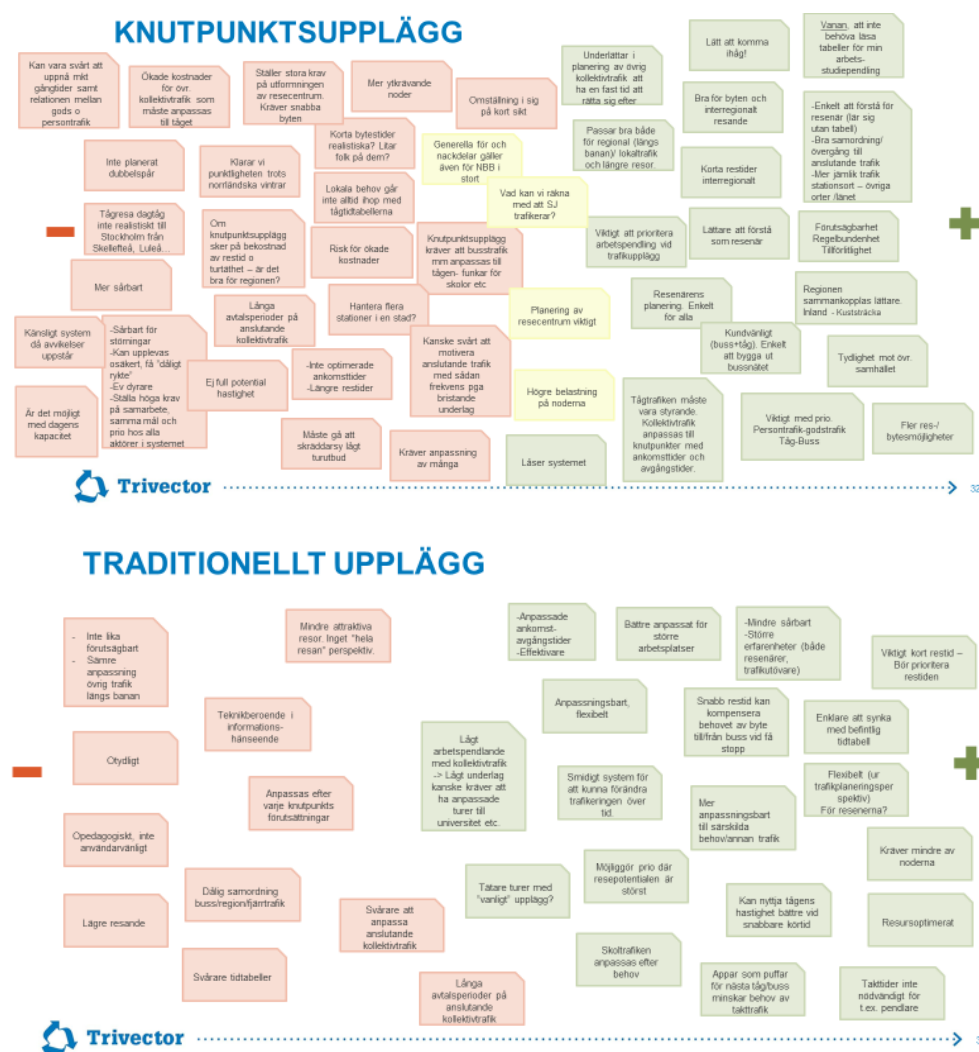 KNUTPUNKTSUPPLÄGG
Kan vara svårt att
uppnå mkt
gångtider samt
relationen mellan
gods o
persontrafik
Ökade kostnader
för övr.
kollektivtrafik som
måste anpassas
till tåget
Ställer stora krav
på utformningen
av resecentrum.
Kräver snabba
byten
Mer ytkrävande
noder
Omställning i sig
på kort sikt
Underlättar i
planering av övrig
kollektivtrafik att
ha en fast tid att
rätta sig efter
Lätt att komma
ihåg!
Vanan, att inte
behöva läsa
tabeller för min
arbets-
studiependling
Inte planerat
dubbelspår
Klarar vi
punktligheten trots
norrländska vintrar
Korta bytestider
realistiska? Litar
folk på dem?
Generella för och
nackdelar gäller
även för NBB i
stort
Passar bra både
för regional (längs
banan)/ lokaltrafik
och längre resor.
Bra för byten och
interregionalt
resande
-Enkelt att förstå för
resenär (lär sig
utan tabell)
-Bra samordning/
övergång till
anslutande trafik
-Mer jämlik trafik
stationsort – övriga
orter /länet
Lokala behov går
inte alltid ihop med
tågtidtabellerna
Vad kan vi räkna
med att SJ
trafikerar?
Korta restider
interregionalt
Tågresa dagtåg
inte realistiskt till
Stockholm från
Skellefteå, Luleå…
Om
knutpunktsupplägg
sker på bekostnad
av restid o
turtäthet – är det
bra för regionen?
Risk för ökade
kostnader
Knutpunktsupplägg
kräver att busstrafik
mm anpassas till
tågen- funkar för
skolor etc
Viktigt att prioritera
arbetspendling vid
trafikupplägg
Lättare att förstå
som resenär
Förutsägbarhet
Regelbundenhet
Tillförlitlighet
Mer sårbart
Långa
avtalsperioder på
anslutande
kollektivtrafik
Hantera flera
stationer i en stad?
Planering av
resecentrum viktigt
Resenärens
planering. Enkelt
för alla
Regionen
sammankopplas lättare.
Inland - Kuststräcka
Känsligt system
då avvikelser
uppstår
-Sårbart för
störningar
-Kan upplevas
osäkert, få ”dåligt
rykte”
-Ev dyrare
-Ställa höga krav
på samarbete,
samma mål och
prio hos alla
aktörer i systemet
Ej full potential
hastighet
-Inte optimerade
ankomsttider
-Längre restider
Kanske svårt att
motivera
anslutande trafik
med sådan
frekvens pga
bristande
underlag
Kundvänligt
(buss+tåg). Enkelt
att bygga ut
bussnätet
Tydlighet mot övr.
samhället
Är det möjligt
med dagens
kapacitet
Högre belastning
på noderna
Tågtrafiken måste
vara styrande.
Kollektivtrafik
anpassas till
knutpunkter med
ankomsttider och
avgångstider.
Viktigt med prio.
Persontrafik-godstrafik
Tåg-Buss
Fler res-/
bytesmöjligheter
Måste gå att
skräddarsy lågt
turutbud
Kräver anpassning
av många
Låser systemet
Trivector
32
TRADITIONELLT UPPLÄGG
- Inte lika
förutsägbart
- Sämre
anpassning
övrig trafik
längs banan
Mindre attraktiva
resor. Inget ”hela
resan” perspektiv.
-Anpassade
ankomst-
avgångstider
-Effektivare
Bättre anpassat för
större
arbetsplatser
-Mindre sårbart
-Större
erfarenheter (både
resenärer,
trafikutövare)
Viktigt kort restid –
Bör prioritera
restiden
Teknikberoende i
informations-
hänseende
Anpassningsbart,
flexibelt
Snabb restid kan
kompensera
behovet av byte
till/från buss vid få
stopp
Enklare att synka
med befintlig
tidtabell
Otydligt
Lågt
arbetspendlande
med kollektivtrafik
-> Lågt underlag
kanske kräver att
ha anpassade
turer till
universitet etc.
Anpassas efter
varje knutpunkts
förutsättningar
Smidigt system för
att kunna förändra
trafikeringen över
tid.
Mer
anpassningsbart
till särskilda
behov/annan trafik
Flexibelt (ur
trafikplaneringsper
spektiv)
För resenerna?
Opedagogiskt, inte
användarvänligt
Kräver mindre av
noderna
Dålig samordning
buss/region/fjärrtrafik
Tätare turer med
”vanligt” upplägg?
Möjliggör prio där
resepotentialen är
störst
Kan nyttja tågens
hastighet bättre vid
snabbare körtid
Lägre resande
Svårare att
anpassa
anslutande
kollektivtrafik
Resursoptimerat
Svårare tidtabeller
Skoltrafiken
anpassas efter
behov
Långa
avtalsperioder på
anslutande
kollektivtrafik
Appar som puffar
för nästa tåg/buss
minskar behov av
takttrafik
Takttider inte
nödvändigt för
t.ex. pendlare
Trivector